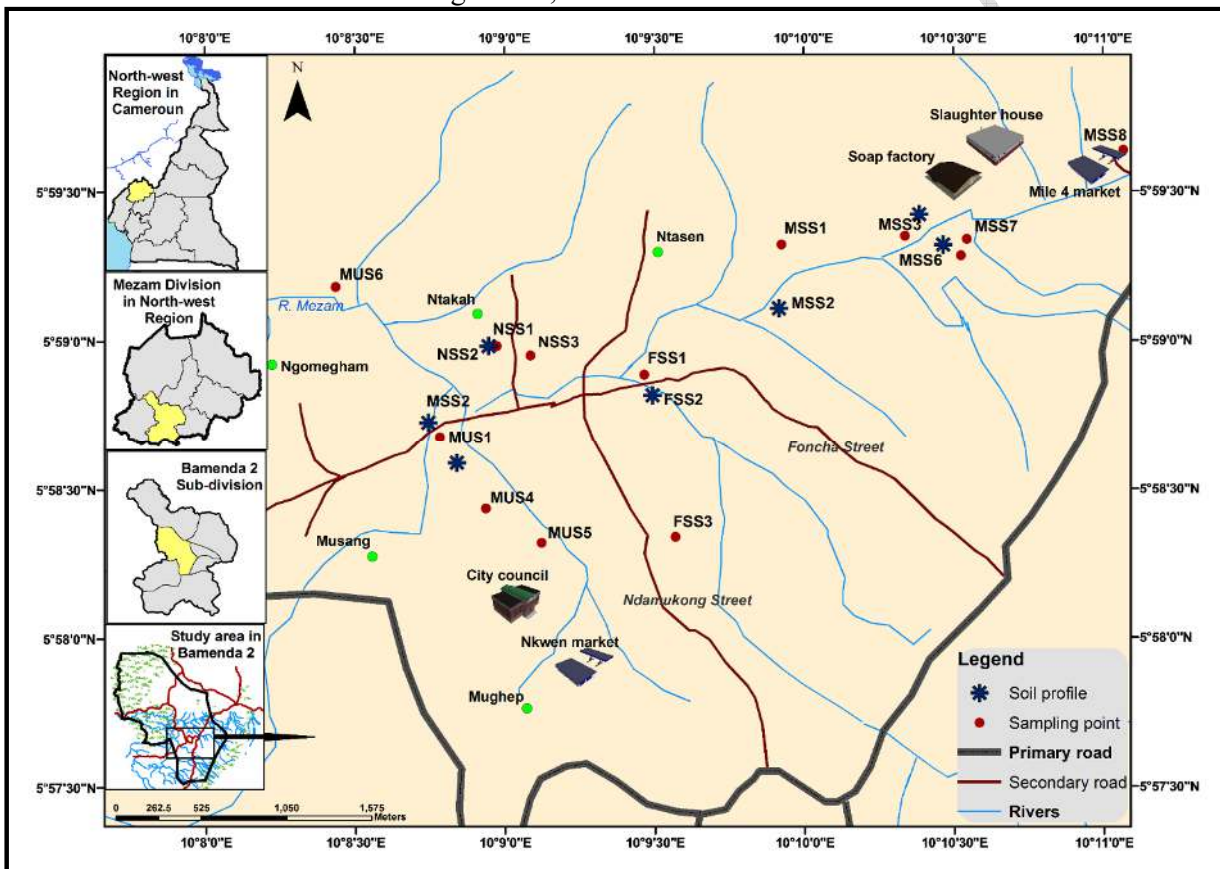 10°8'0"E
10°8'30"E
10°9'0"E
10°9'30"E
10°10'0"E
10°10'30"E
10°11'0"E
North-west
Region in
Cameroun
N
Slaughter house
MSS8
Soap factory
5°59'30"N
5°59'30"N
Mile 4 market
MSS1
MSS3
MSS7
Ntasen
MSS6
MUS6
Mezam Division
in North-west
Region
R. Mezam
Ntakah
MSS2
NSS1
5°59'0"N
5°59'0"N
NSS2
NSS3
Ngomegham
FSS1
MSS2
FSS2
MUS1
Foncha Street
Bamenda 2
Sub-division
5°58'30"N
5°58'30"N
MUS4
FSS3
Musang
MUS5
City council
Ndamukong Street
5°58'0"N
5°58'0"N
Study area in
Bamenda 2
Nkwen market
Legend
Soil profile
Mughep
Sampling point
Primary road
Secondary road
5°57'30"N
5°57'30"N
Rivers
0 262.5 525 1,050 1,575
Meters
10°8'0"E
10°8'30"E
10°9'0"E
10°9'30"E
10°10'0"E
10°10'30"E
10°11'0"E